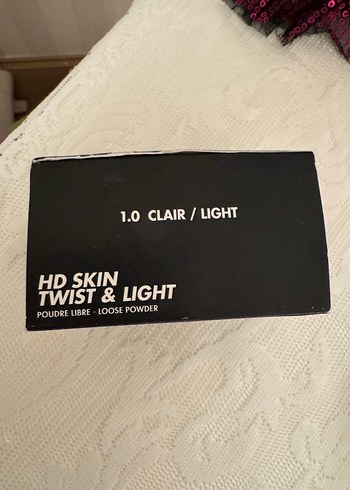 1.0 CLAIR / LIGHT
HD SKIN
TWIST & LIGHT
POUDRE LIBRE - LOOSE POWDER